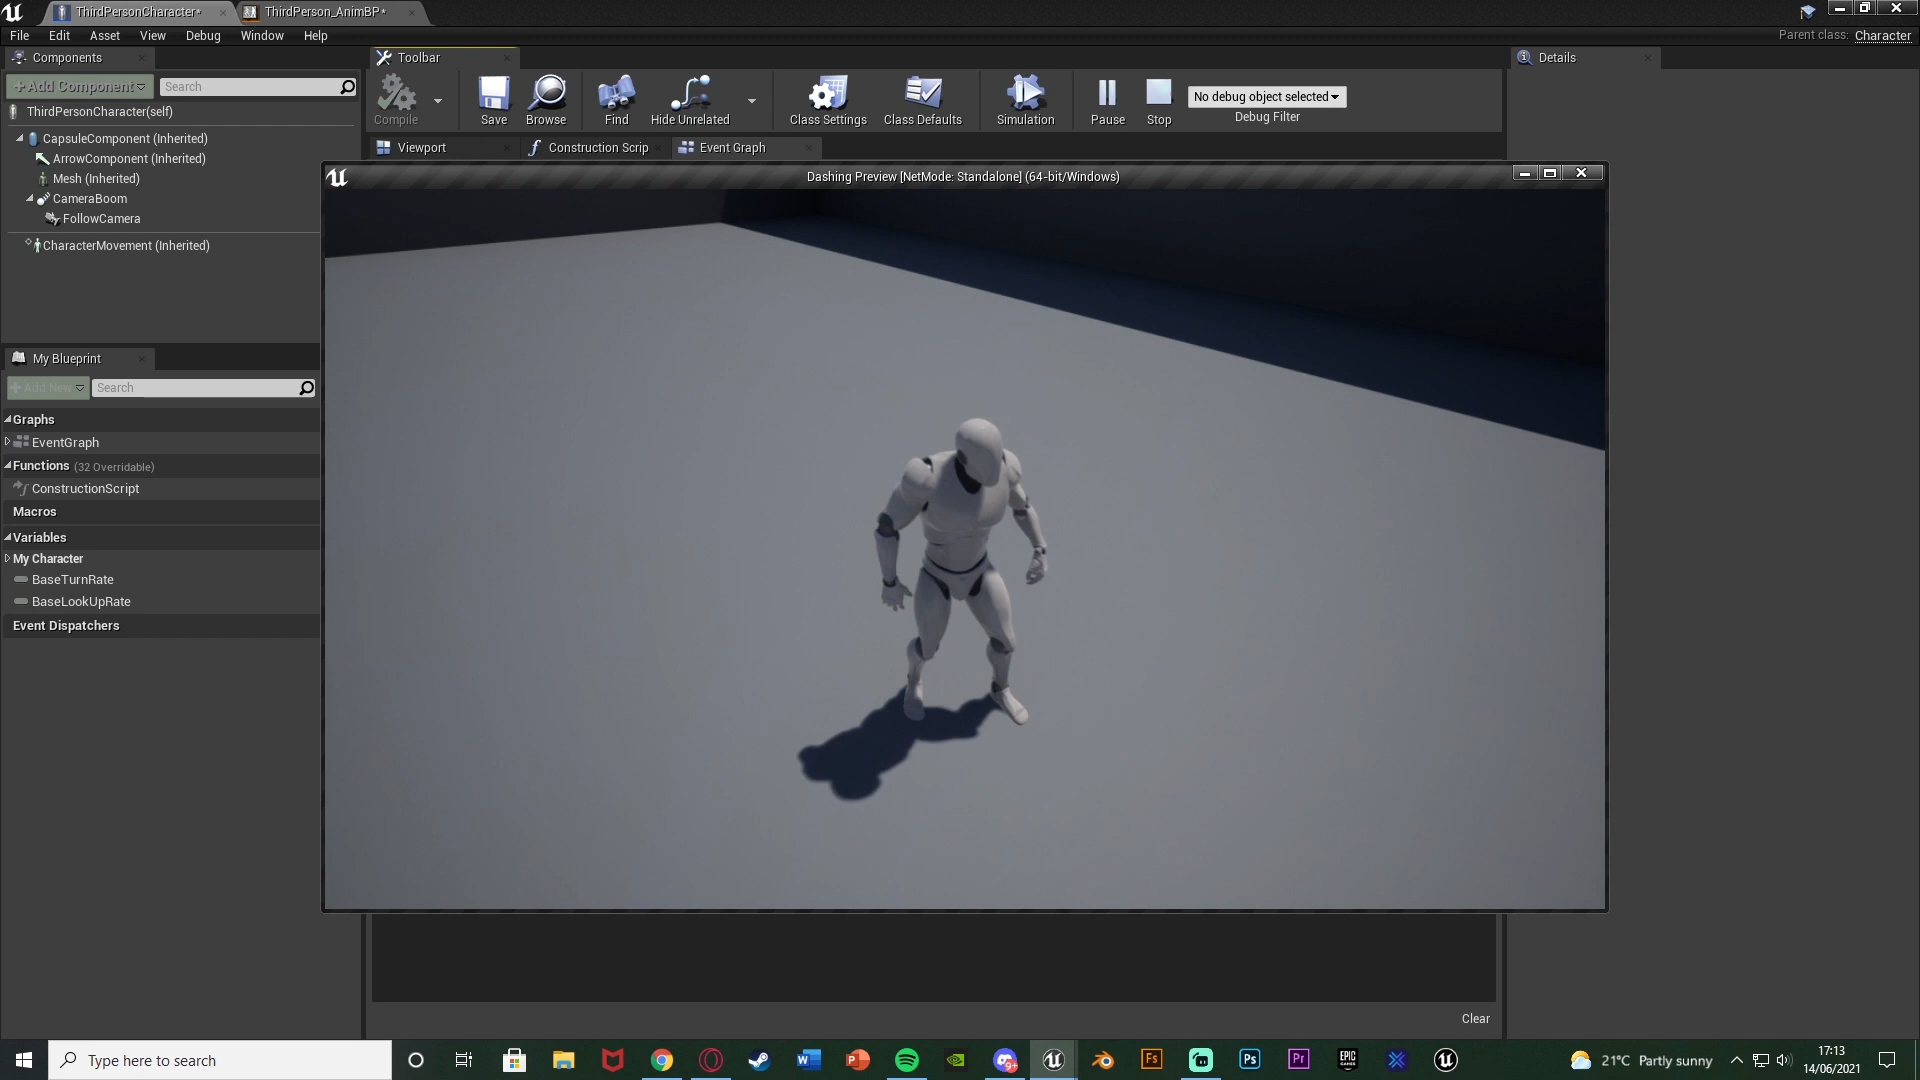 ThirdPersonCharacter*
ThirdPerson_AnimBP*
File Edit Asset View Debug Window Help
Parent class: Character
Components
Toolbar
Details
+Add Component
Search
Compile
Save
Browse
Find
Hide Unrelated
Class Settings
Class Defaults
Simulation
Pause
Stop
No debug object selected
Debug Filter
ThirdPersonCharacter(self)
CapsuleComponent (Inherited)
ArrowComponent (Inherited)
Mesh (Inherited)
CameraBoom
FollowCamera
CharacterMovement (Inherited)
Viewport
Construction Scrip
Event Graph
Dashing Preview [NetMode: Standalone] (64-bit/Windows)
My Blueprint
+Add New
Search
Graphs
EventGraph
Functions (32 Overridable)
ConstructionScript
Macros
Variables
My Character
BaseTurnRate
BaseLookUpRate
Event Dispatchers
Clear
Type here to search
21°C Partly sunny
17:13
14/06/2021